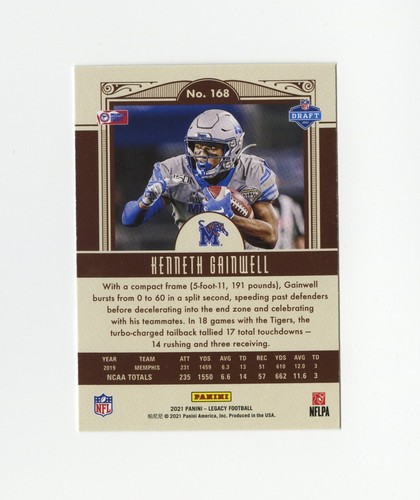 No. 168
NFL
DRAFT
M
KENNETH GAINWELL
With a compact frame (5-foot-11, 191 pounds), Gainwell
bursts from 0 to 60 in a split second, speeding past defenders
before decelerating into the end zone and celebrating
with his teammates. In 18 games with the Tigers, the
turbo-charged tailback tallied 17 total touchdowns —
14 rushing and three receiving.
YEAR TEAM ATT YDS AVG TD REC YDS AVG TD
2019 MEMPHIS 231 1459 6.3 13 51 610 12.0 3
NCAA TOTALS 235 1550 6.6 14 57 662 11.6 3
NFL
PANINI
2021 PANINI – LEGACY FOOTBALL
帕尼尼 © 2021 Panini America, Inc. Produced in the USA.
NFLPA